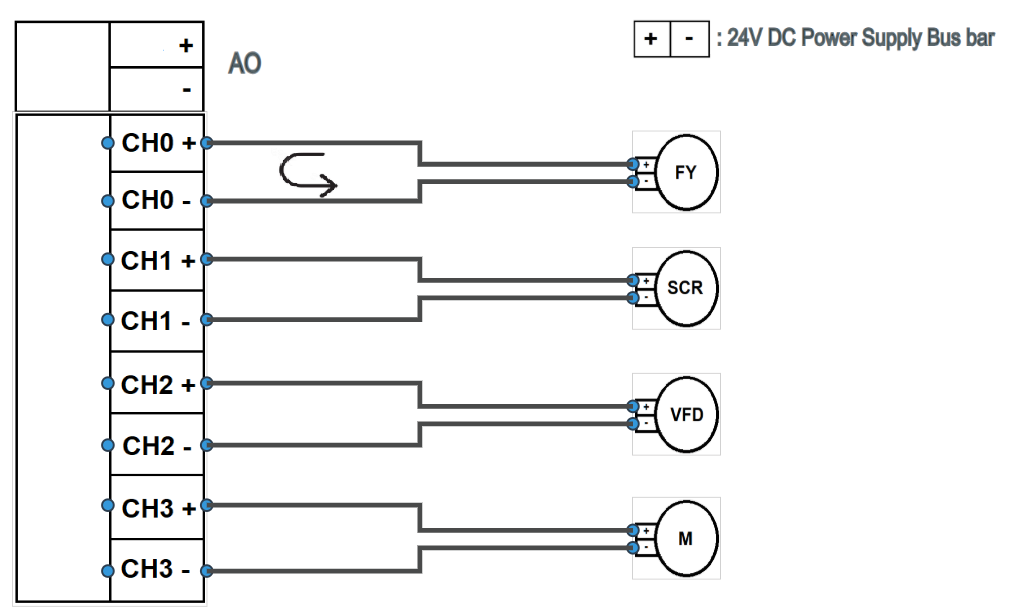 + - : 24V DC Power Supply Bus bar
+
AO
-
CH0 +
+
FY
-
CH0 -
CH1 +
+
SCR
-
CH1 -
CH2 +
+
VFD
-
CH2 -
CH3 +
+
M
-
CH3 -